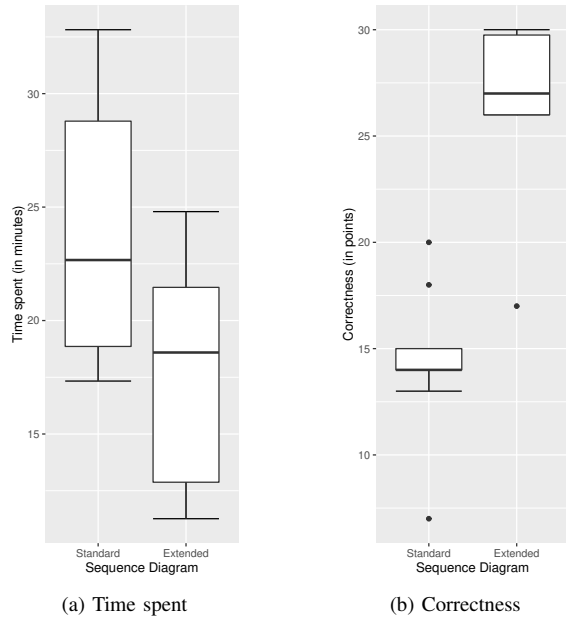 30
25
20
15
Time spent (in minutes)
Standard
Extended
Sequence Diagram
(a) Time spent
30
25
20
15
10
Correctness (in points)
Standard
Extended
Sequence Diagram
(b) Correctness